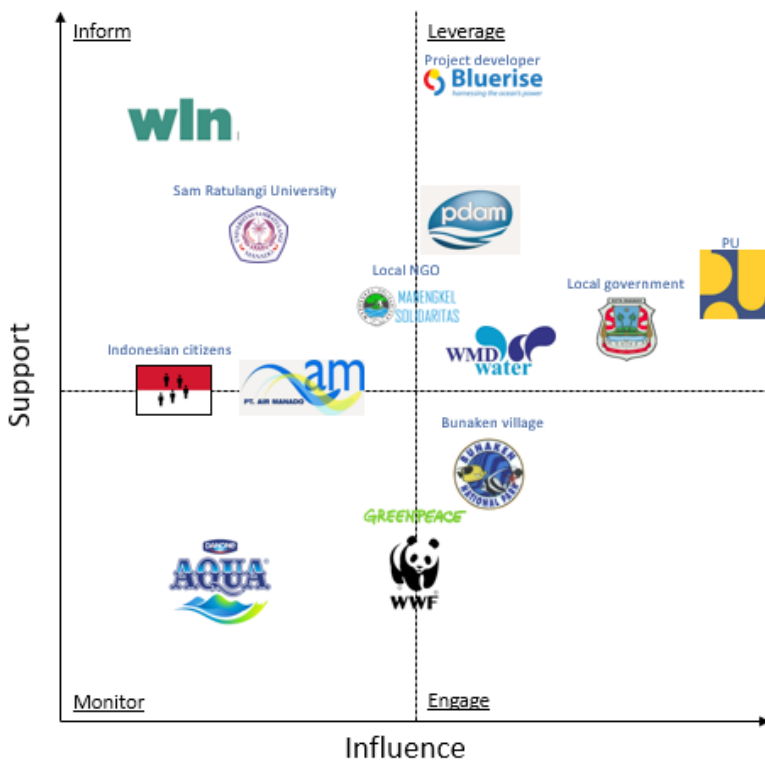 Inform
Leverage
Project developer
Bluerise
harnessing the ocean's power
wln
Sam Ratulangi University
pdam
PU
Local NGO
MANENGKEL
SOLIDARITAS
Local government
WMD
water
Indonesian citizens
am
PT. AIR MANADO
Support
Bunaken village
BUNAKEN
NATIONAL PARK
GREENPEACE
DANONE
AQUA
WWF
Monitor
Engage
Influence